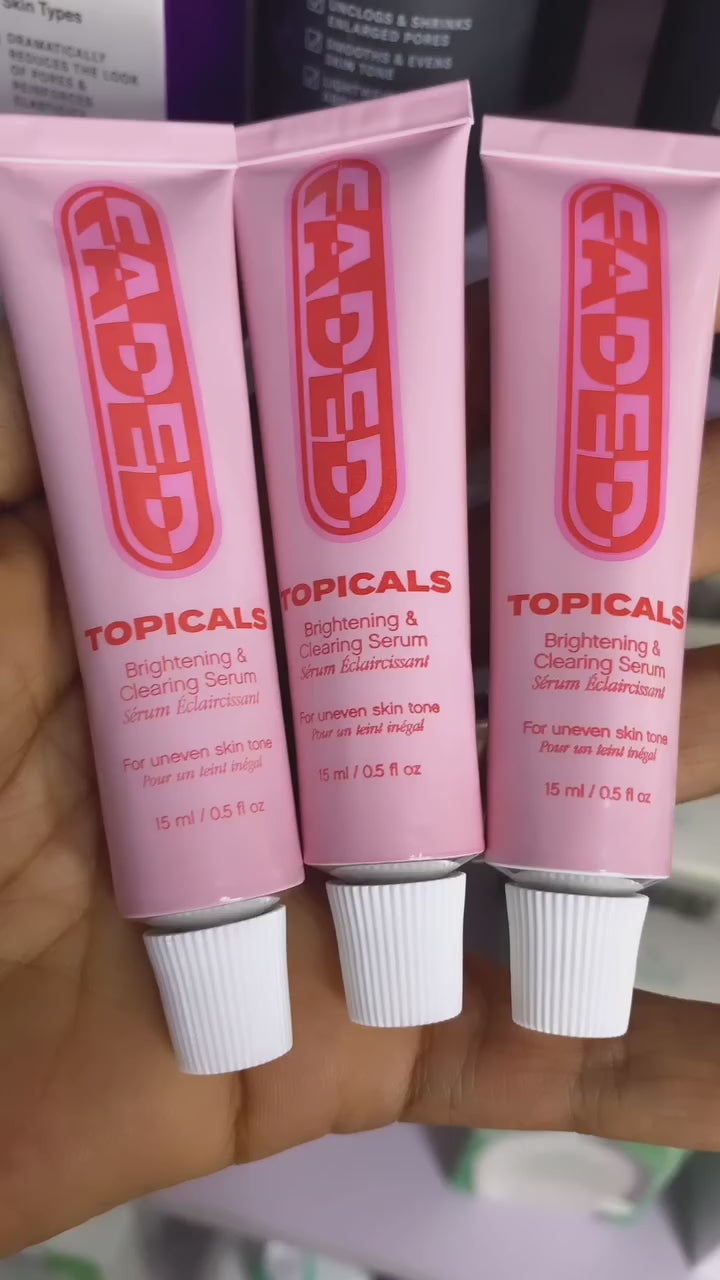 Skin Types
DRAMATICALLY
REDUCES THE LOOK
OF PORES &
REINFORCES
ELASTICITY
UNCLOGS & SHRINKS
ENLARGED PORES
SMOOTHS & EVENS
SKIN TONE
FADED
TOPICALS
Brightening &
Clearing Serum
Sérum Éclaircissant
For uneven skin tone
Pour un teint inégal
15 ml / 0.5 fl oz
FADED
TOPICALS
Brightening &
Clearing Serum
Sérum Éclaircissant
For uneven skin tone
Pour un teint inégal
15 ml / 0.5 fl oz
FADED
TOPICALS
Brightening &
Clearing Serum
Sérum Éclaircissant
For uneven skin tone
Pour un teint inégal
15 ml / 0.5 fl oz